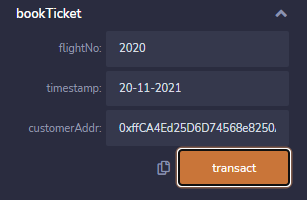 bookTicket
flightNo: 2020
timestamp: 20-11-2021
customerAddr: 0xffCA4Ed25D6D74568e8250
transact